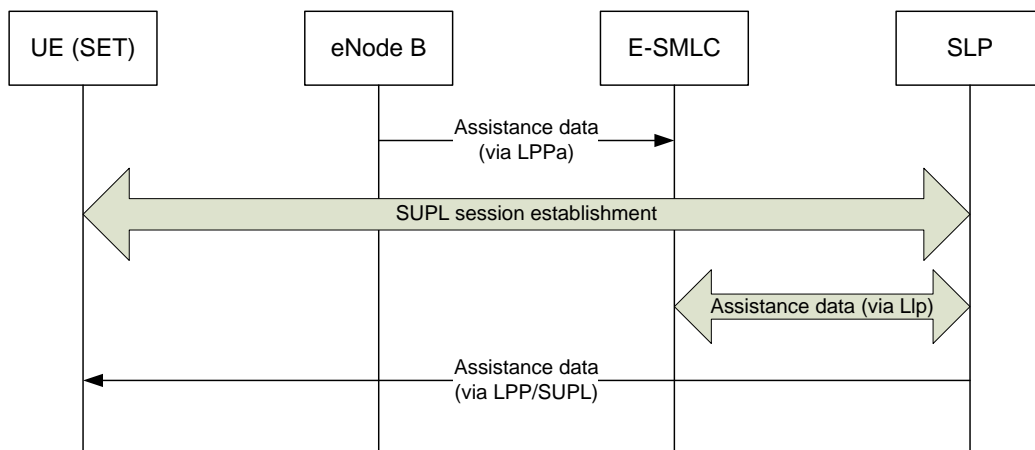 UE (SET)
eNode B
E-SMLC
SLP
Assistance data
(via LPPa)
SUPL session establishment
Assistance data (via Llp)
Assistance data
(via LPP/SUPL)